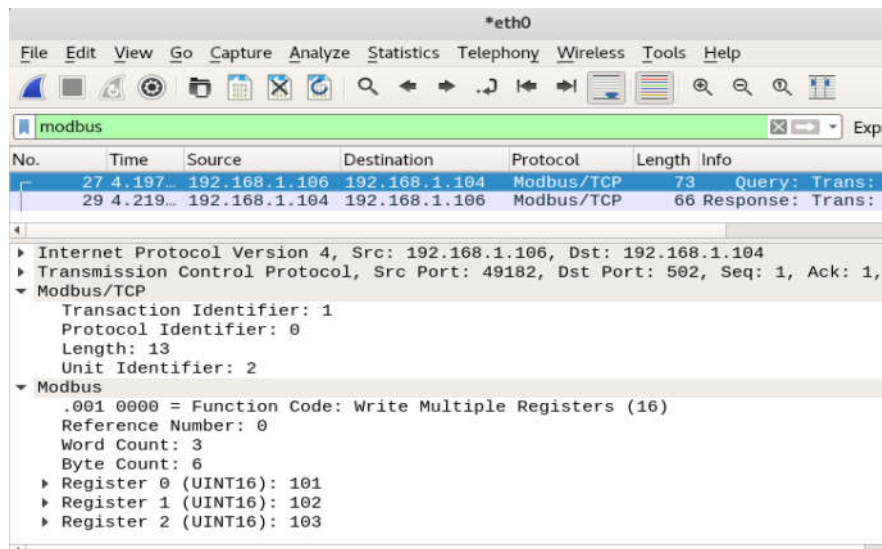 *eth0
File Edit View Go Capture Analyze Statistics Telephony Wireless Tools Help
modbus Exp
No. Time Source Destination Protocol Length Info
27 4.197… 192.168.1.106 192.168.1.104 Modbus/TCP 73 Query: Trans:
29 4.219… 192.168.1.104 192.168.1.106 Modbus/TCP 66 Response: Trans:
Internet Protocol Version 4, Src: 192.168.1.106, Dst: 192.168.1.104
Transmission Control Protocol, Src Port: 49182, Dst Port: 502, Seq: 1, Ack: 1,
Modbus/TCP
Transaction Identifier: 1
Protocol Identifier: 0
Length: 13
Unit Identifier: 2
Modbus
.001 0000 = Function Code: Write Multiple Registers (16)
Reference Number: 0
Word Count: 3
Byte Count: 6
Register 0 (UINT16): 101
Register 1 (UINT16): 102
Register 2 (UINT16): 103